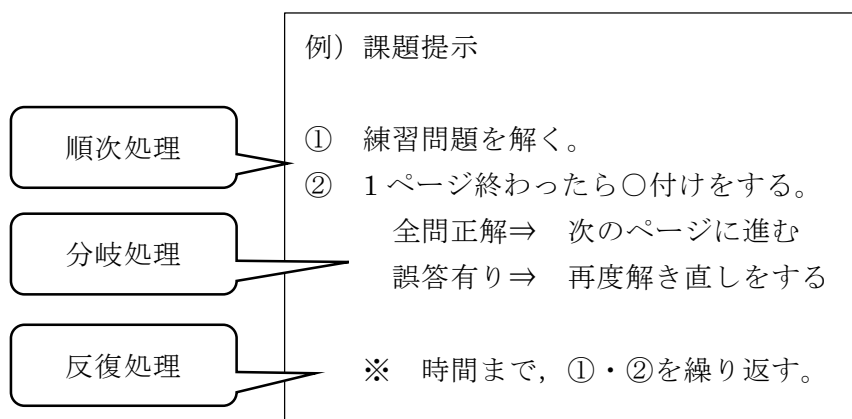 例）課題提示
順次処理
①　練習問題を解く。
②　１ページ終わったら○付けをする。
分岐処理
全問正解⇒　次のページに進む
誤答有り⇒　再度解き直しをする
反復処理
※　時間まで，①・②を繰り返す。